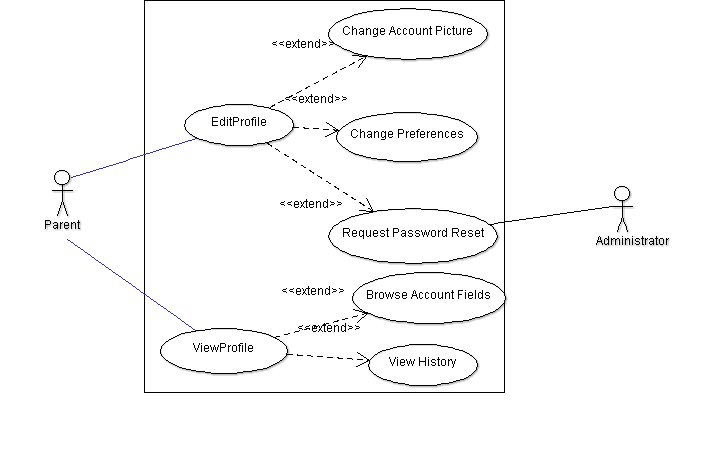 Change Account Picture
<<extend>>
<<extend>>
EditProfile
Change Preferences
Parent
<<extend>>
Request Password Reset
Administrator
<<extend>>
Browse Account Fields
<<extend>>
ViewProfile
View History